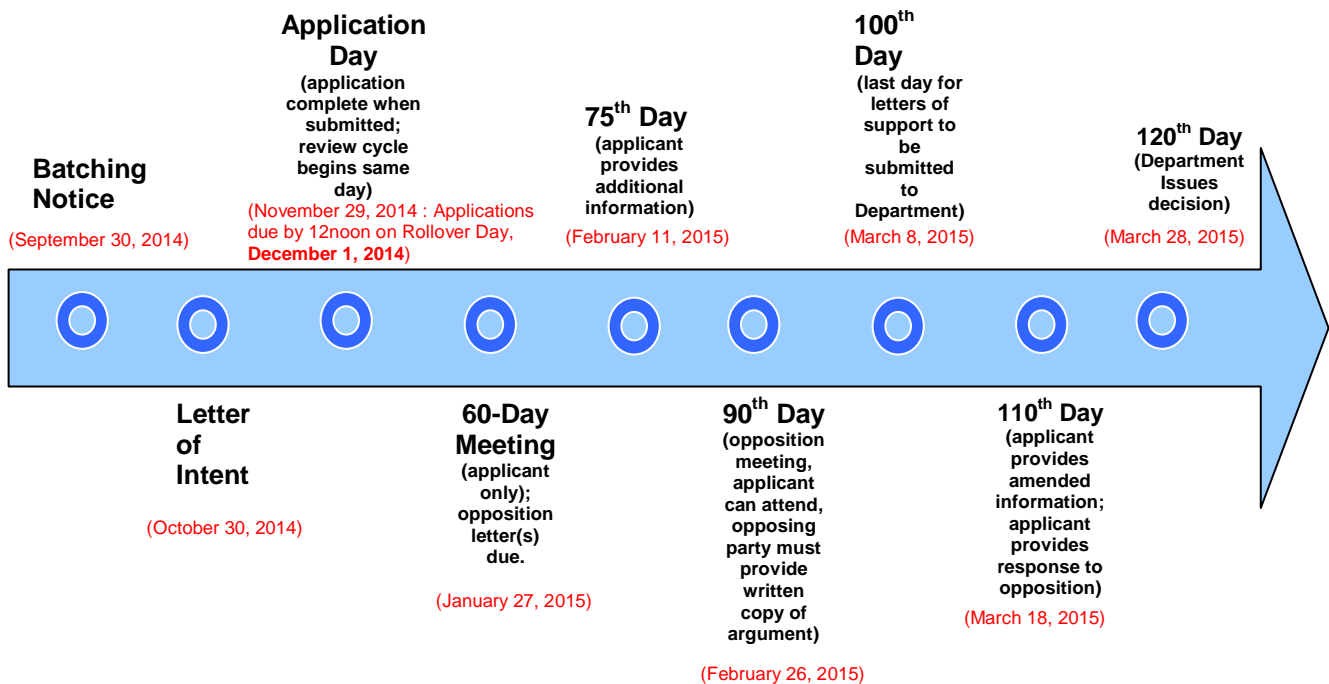 Batching
Notice
(September 30, 2014)
Letter
of
Intent
(October 30, 2014)
Application
Day
(application
complete when
submitted;
review cycle
begins same
day)
(November 29, 2014 : Applications
due by 12noon on Rollover Day,
December 1, 2014)
60-Day
Meeting
(applicant
only);
opposition
letter(s)
due.
(January 27, 2015)
75th Day
(applicant
provides
additional
information)
(February 11, 2015)
90th Day
(opposition
meeting,
applicant
can attend,
opposing
party must
provide
written
copy of
argument)
(February 26, 2015)
100th
Day
(last day for
letters of
support to
be
submitted
to
Department)
(March 8, 2015)
110th Day
(applicant
provides
amended
information;
applicant
provides
response to
opposition)
(March 18, 2015)
120th Day
(Department
Issues
decision)
(March 28, 2015)